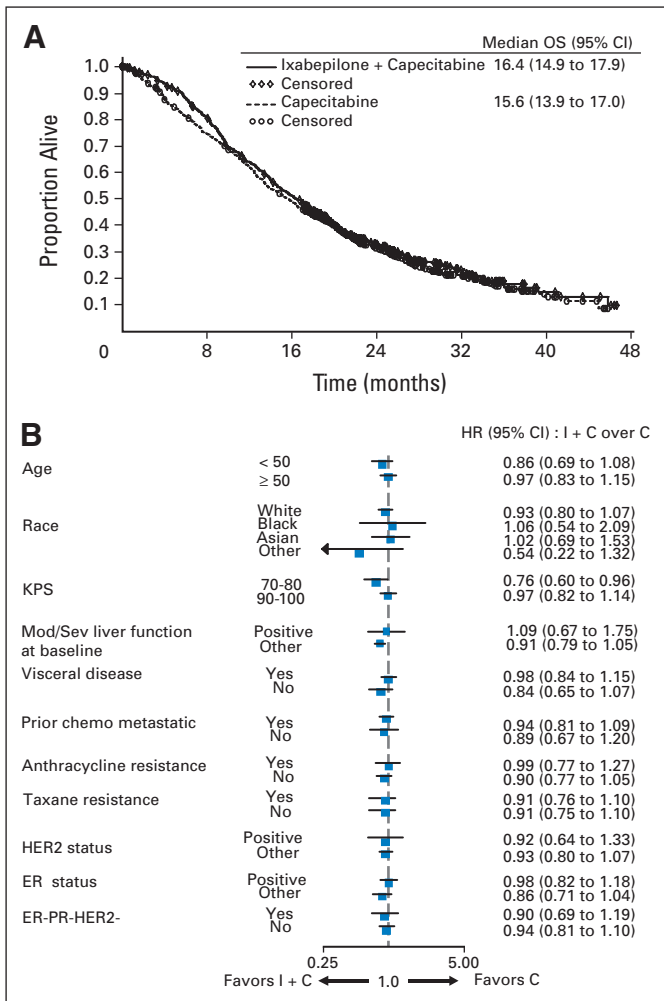 A
Median OS (95% CI)
Ixabepilone + Capecitabine 16.4 (14.9 to 17.9)
Censored
Capecitabine 15.6 (13.9 to 17.0)
Censored
Proportion Alive
1.0
0.9
0.8
0.7
0.6
0.5
0.4
0.3
0.2
0.1
0 8 16 24 32 40 48
Time (months)
B
HR (95% CI) : I + C over C
Age
< 50 0.86 (0.69 to 1.08)
≥ 50 0.97 (0.83 to 1.15)
Race
White 0.93 (0.80 to 1.07)
Black 1.06 (0.54 to 2.09)
Asian 1.02 (0.69 to 1.53)
Other 0.54 (0.22 to 1.32)
KPS
70-80 0.76 (0.60 to 0.96)
90-100 0.97 (0.82 to 1.14)
Mod/Sev liver function
at baseline
Positive 1.09 (0.67 to 1.75)
Other 0.91 (0.79 to 1.05)
Visceral disease
Yes 0.98 (0.84 to 1.15)
No 0.84 (0.65 to 1.07)
Prior chemo metastatic
Yes 0.94 (0.81 to 1.09)
No 0.89 (0.67 to 1.20)
Anthracycline resistance
Yes 0.99 (0.77 to 1.27)
No 0.90 (0.77 to 1.05)
Taxane resistance
Yes 0.91 (0.76 to 1.10)
No 0.91 (0.75 to 1.10)
HER2 status
Positive 0.92 (0.64 to 1.33)
Other 0.93 (0.80 to 1.07)
ER status
Positive 0.98 (0.82 to 1.18)
Other 0.86 (0.71 to 1.04)
ER-PR-HER2-
Yes 0.90 (0.69 to 1.19)
No 0.94 (0.81 to 1.10)
0.25 5.00
Favors I + C 1.0 Favors C